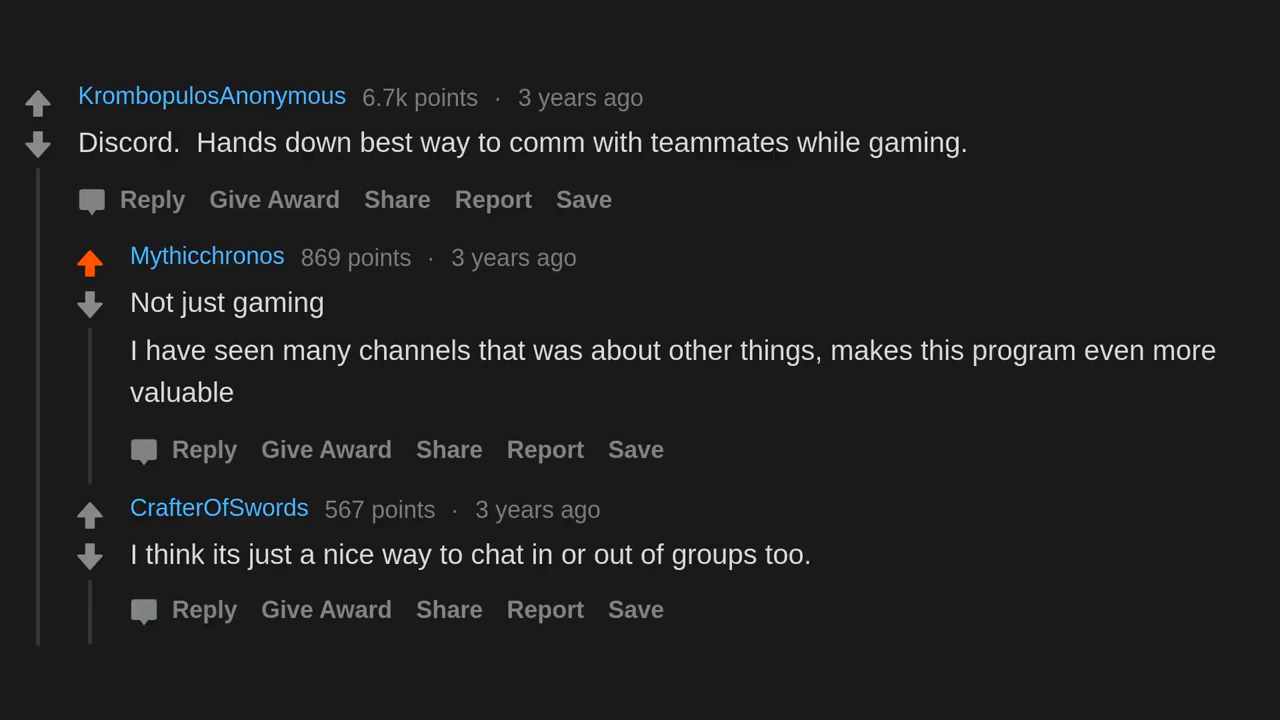 KrombopulosAnonymous 6.7k points · 3 years ago
Discord.  Hands down best way to comm with teammates while gaming.
Reply Give Award Share Report Save
Mythicchronos 869 points · 3 years ago
Not just gaming
I have seen many channels that was about other things, makes this program even more
valuable
Reply Give Award Share Report Save
CrafterOfSwords 567 points · 3 years ago
I think its just a nice way to chat in or out of groups too.
Reply Give Award Share Report Save